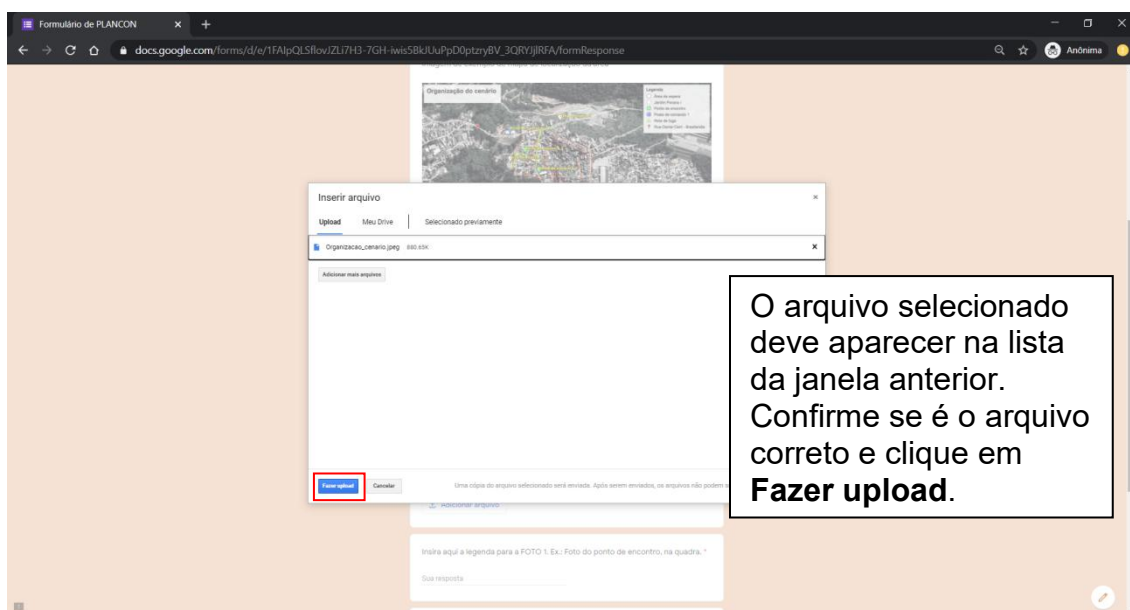 Formulário de PLANCON
docs.google.com/forms/d/e/1FAIpQLSflovJZLi7H3-7GH-iwis5BkJUuPpD0ptzryBV_3QRYJjlRFA/formResponse
Anônima
Organização do cenário
Legenda
Inserir arquivo
Upload Meu Drive Selecionado previamente
Organizacao_cenario.jpeg 880.65K
Adicionar mais arquivos
O arquivo selecionado
deve aparecer na lista
da janela anterior.
Confirme se é o arquivo
correto e clique em
Fazer upload.
Fazer upload Cancelar Uma cópia do arquivo selecionado será enviada. Após serem enviados, os arquivos não podem s
Adicionar arquivo
Insira aqui a legenda para a FOTO 1. Ex.: Foto do ponto de encontro, na quadra. *
Sua resposta